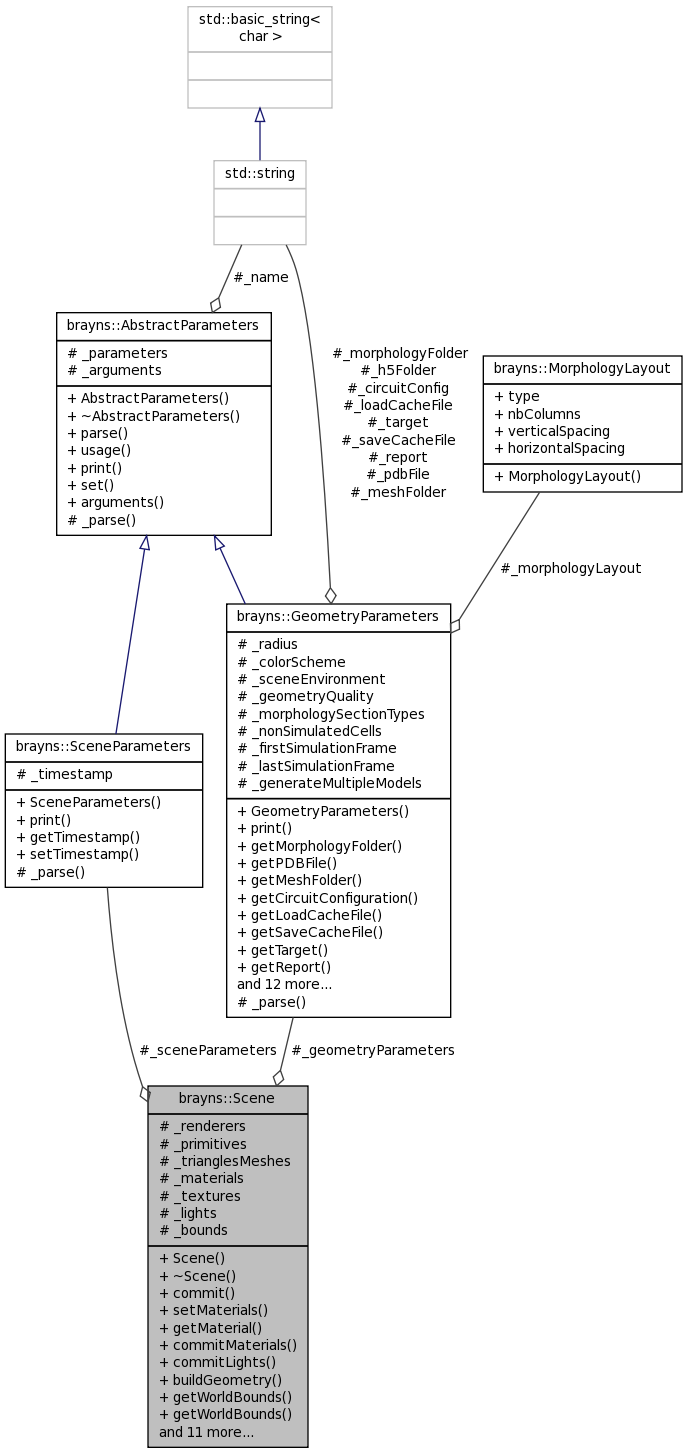 std::basic_string<
char >
std::string
#_name
brayns::AbstractParameters
# _parameters
# _arguments
+ AbstractParameters()
+ ~AbstractParameters()
+ parse()
+ usage()
+ print()
+ set()
+ arguments()
# _parse()
#_morphologyFolder
#_h5Folder
#_circuitConfig
#_loadCacheFile
#_target
#_saveCacheFile
#_report
#_pdbFile
#_meshFolder
brayns::MorphologyLayout
+ type
+ nbColumns
+ verticalSpacing
+ horizontalSpacing
+ MorphologyLayout()
#_morphologyLayout
brayns::GeometryParameters
# _radius
# _colorScheme
# _sceneEnvironment
# _geometryQuality
# _morphologySectionTypes
# _nonSimulatedCells
# _firstSimulationFrame
# _lastSimulationFrame
# _generateMultipleModels
+ GeometryParameters()
+ print()
+ getMorphologyFolder()
+ getPDBFile()
+ getMeshFolder()
+ getCircuitConfiguration()
+ getLoadCacheFile()
+ getSaveCacheFile()
+ getTarget()
+ getReport()
and 12 more...
# _parse()
brayns::SceneParameters
# _timestamp
+ SceneParameters()
+ print()
+ getTimestamp()
+ setTimestamp()
# _parse()
#_sceneParameters
#_geometryParameters
brayns::Scene
# _renderers
# _primitives
# _trianglesMeshes
# _materials
# _textures
# _lights
# _bounds
+ Scene()
+ ~Scene()
+ commit()
+ setMaterials()
+ getMaterial()
+ commitMaterials()
+ commitLights()
+ buildGeometry()
+ getWorldBounds()
+ getWorldBounds()
and 11 more...